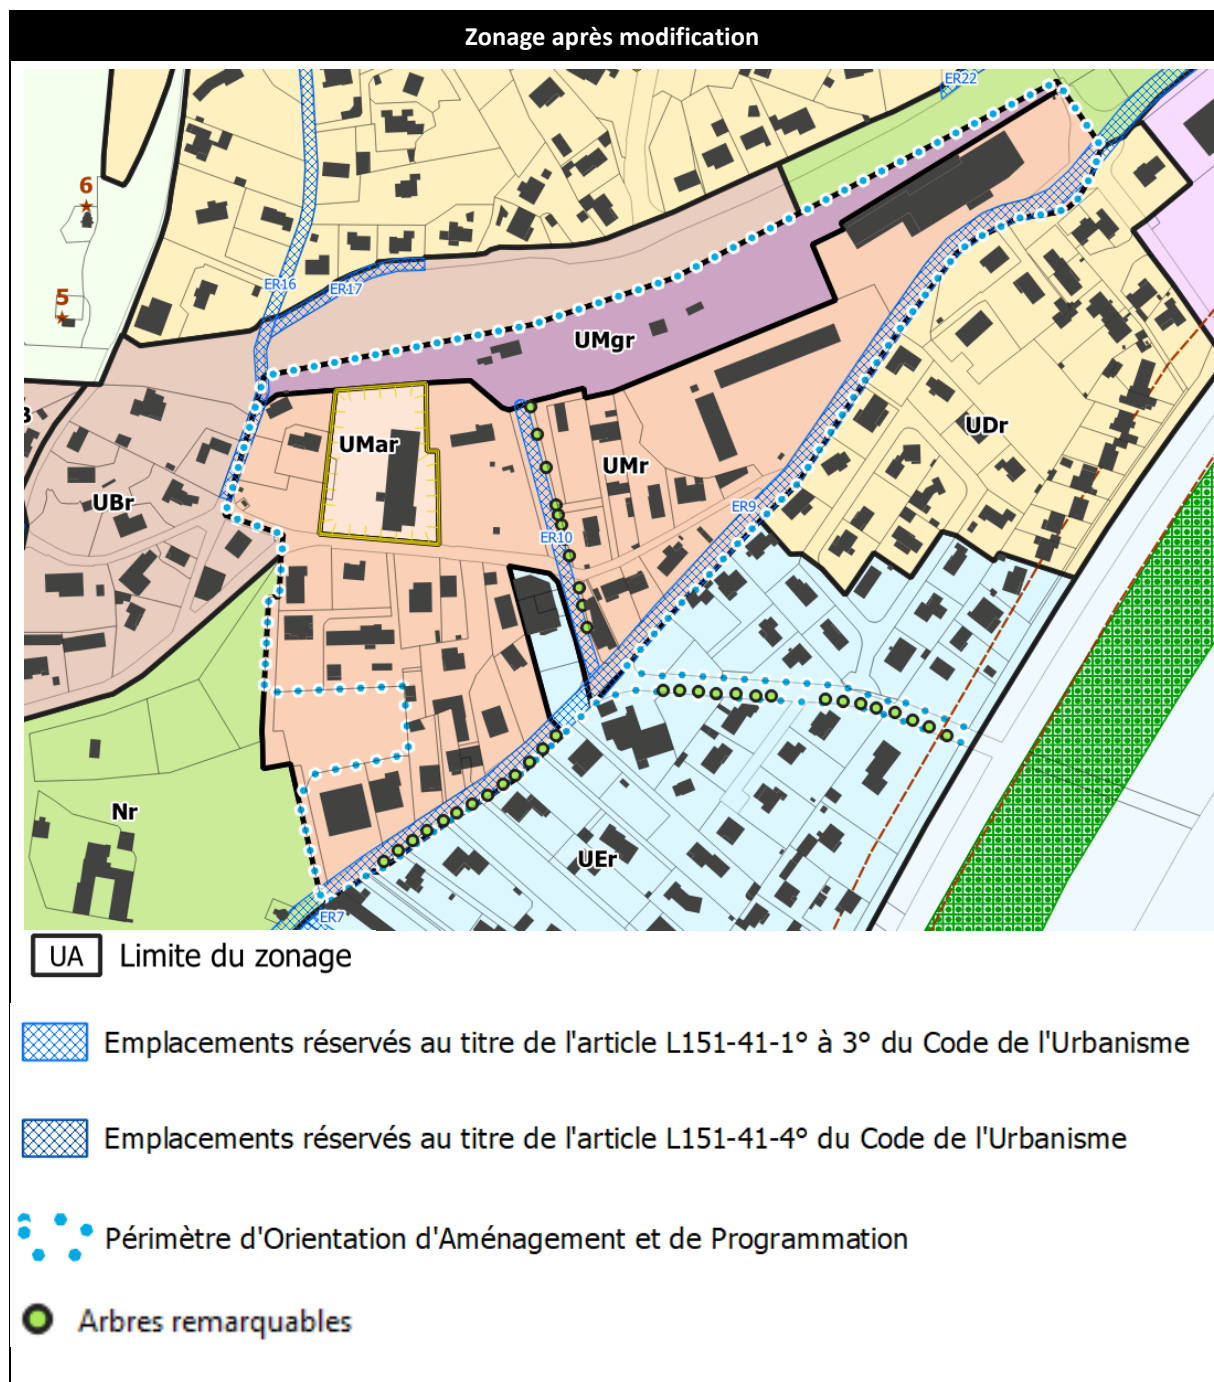 Zonage après modification
ER22
6
5
ER16
ER17
UMgr
UMar
UMr
UDr
UBr
ER9
ER10
Nr
UEr
ER7
UA Limite du zonage
Emplacements réservés au titre de l'article L151-41-1° à 3° du Code de l'Urbanisme
Emplacements réservés au titre de l'article L151-41-4° du Code de l'Urbanisme
Périmètre d'Orientation d'Aménagement et de Programmation
Arbres remarquables